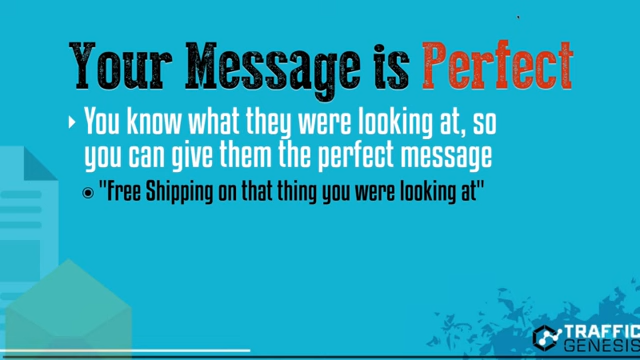 Your Message is Perfect
You know what they were looking at, so
you can give them the perfect message
"Free Shipping on that thing you were looking at"
TRAFFIC
GENESIS